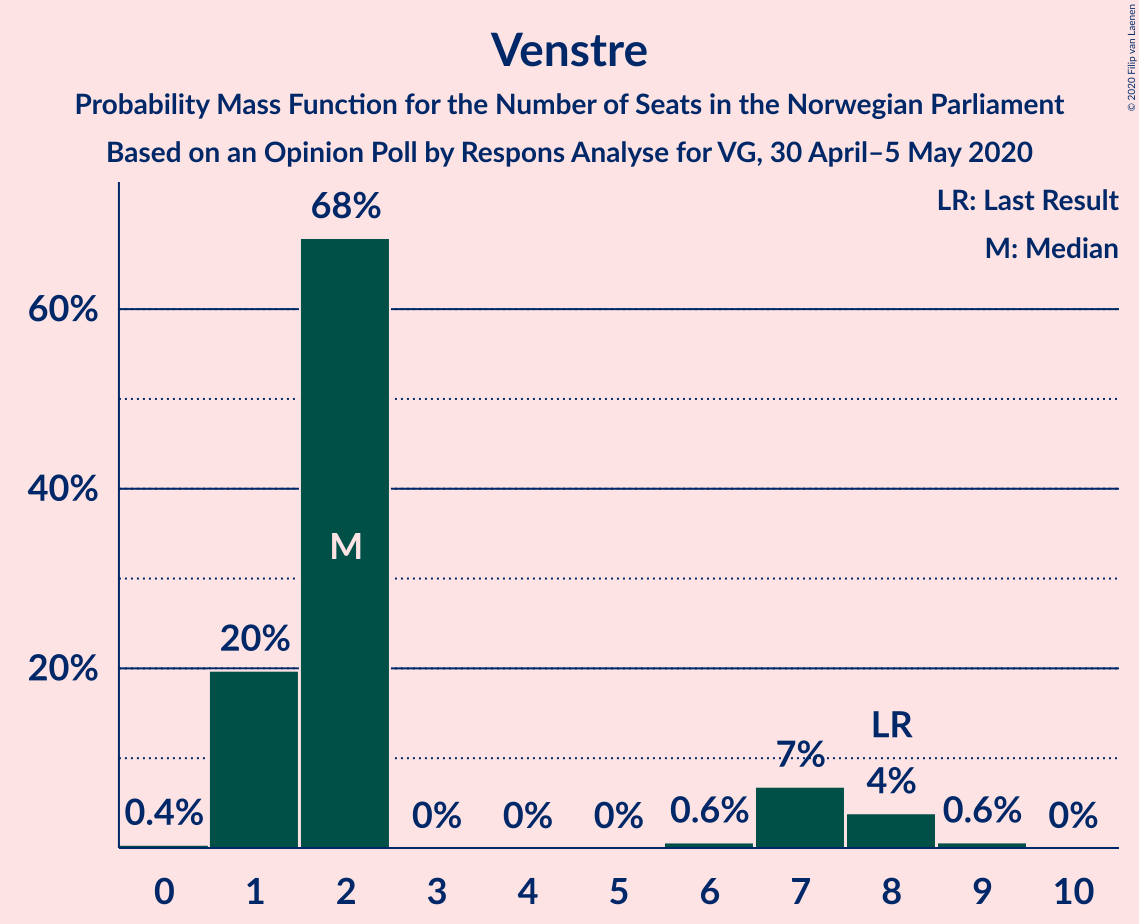 Venstre
Probability Mass Function for the Number of Seats in the Norwegian Parliament
Based on an Opinion Poll by Respons Analyse for VG, 30 April–5 May 2020
© 2020 Filip van Laenen
LR: Last Result
M: Median
68%
60%
40%
M
20%
20%
LR
7%
4%
0.4%
0%
0%
0%
0.6%
0.6%
0%
0 1 2 3 4 5 6 7 8 9 10